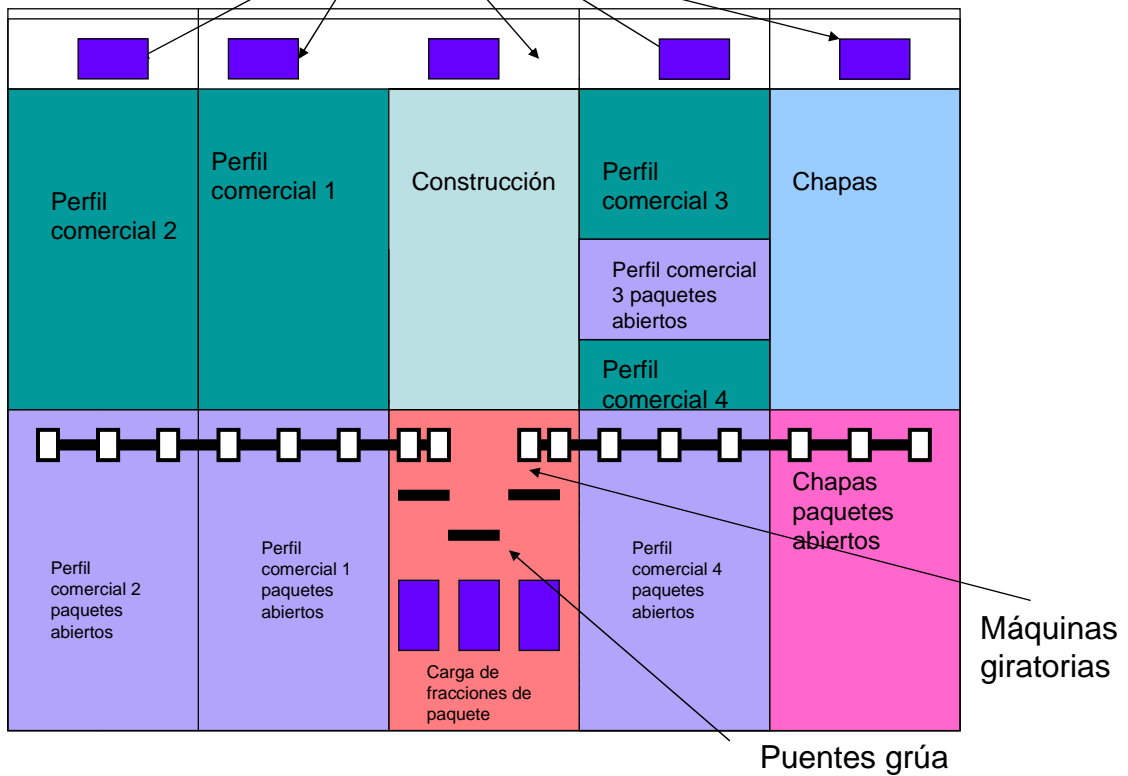 Perfil
comercial 2
Perfil
comercial 1
Construcción
Perfil
comercial 3
Chapas
Perfil comercial
3 paquetes
abiertos
Perfil
comercial 4
Perfil
comercial 2
paquetes
abiertos
Perfil
comercial 1
paquetes
abiertos
Carga de
fracciones de
paquete
Perfil
comercial 4
paquetes
abiertos
Chapas
paquetes
abiertos
Máquinas
giratorias
Puentes grúa